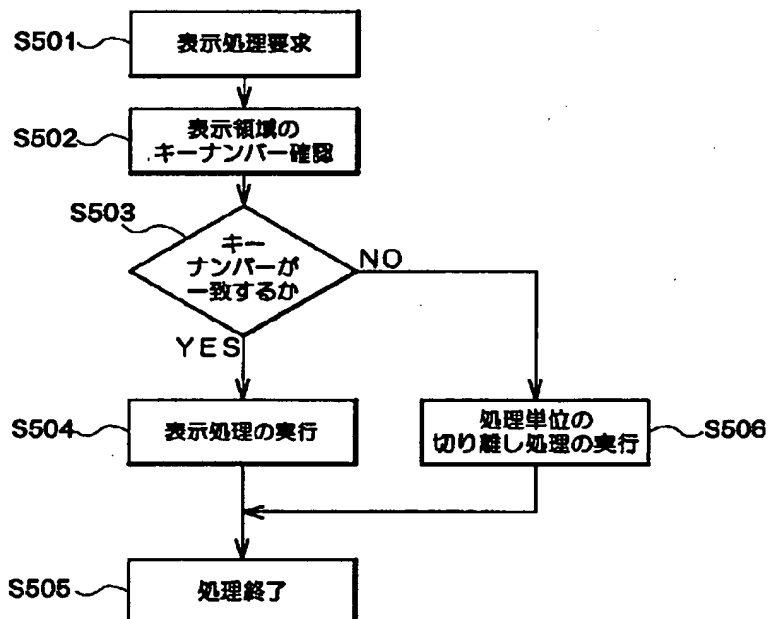 S501
表示処理要求
S502
表示領域の
キーナンバー確認
S503
キー
ナンバーが
一致するか
NO
YES
S504
表示処理の実行
処理単位の
切り離し処理の実行
S506
S505
処理終了